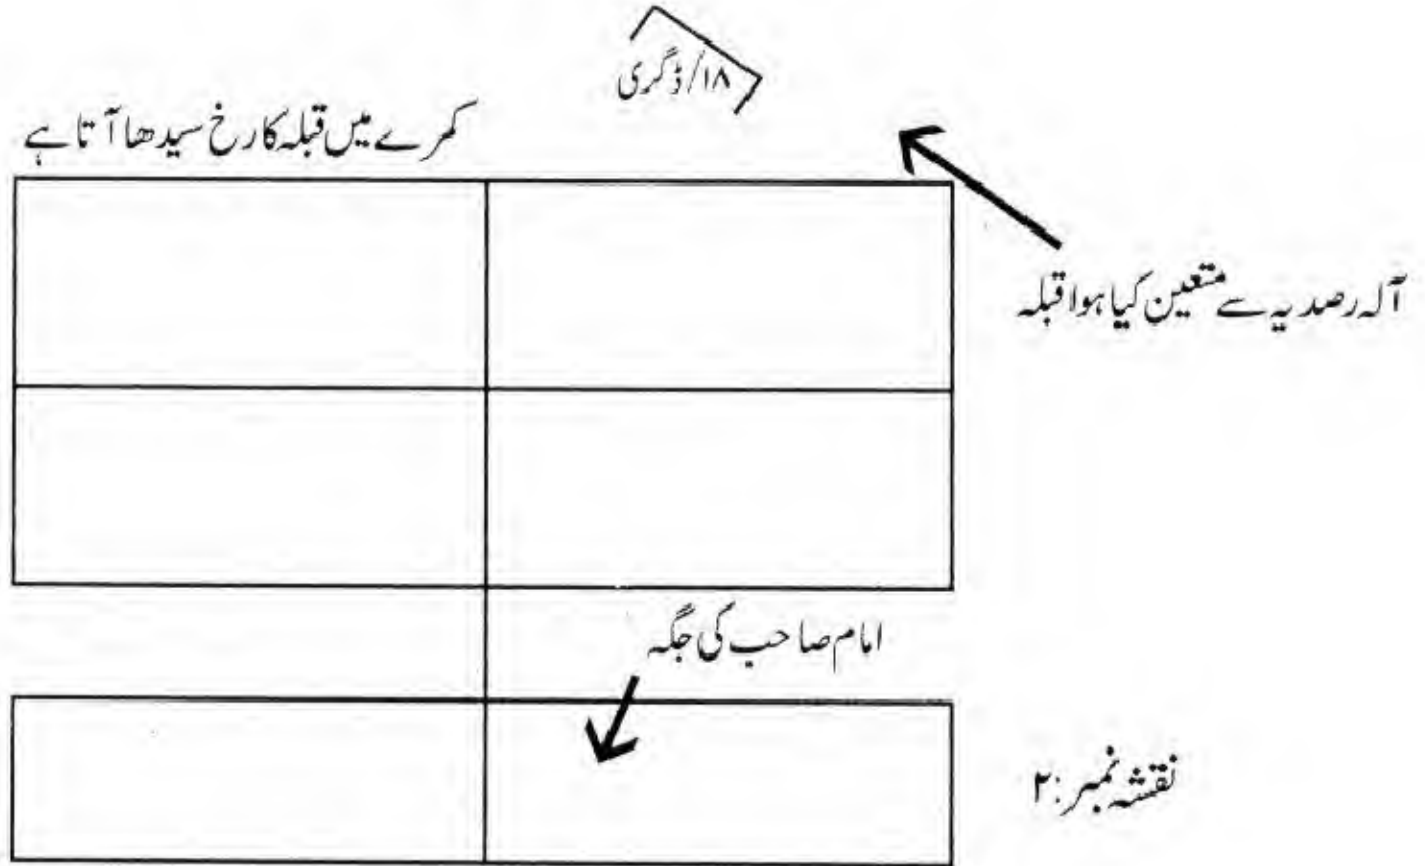 ۱۸/ڈگری
کمرے میں قبلہ کا رخ سیدھا آتا ہے
آلہ رصدیہ سے متعین کیا ہوا قبلہ
امام صاحب کی جگہ
نقشہ نمبر:۲